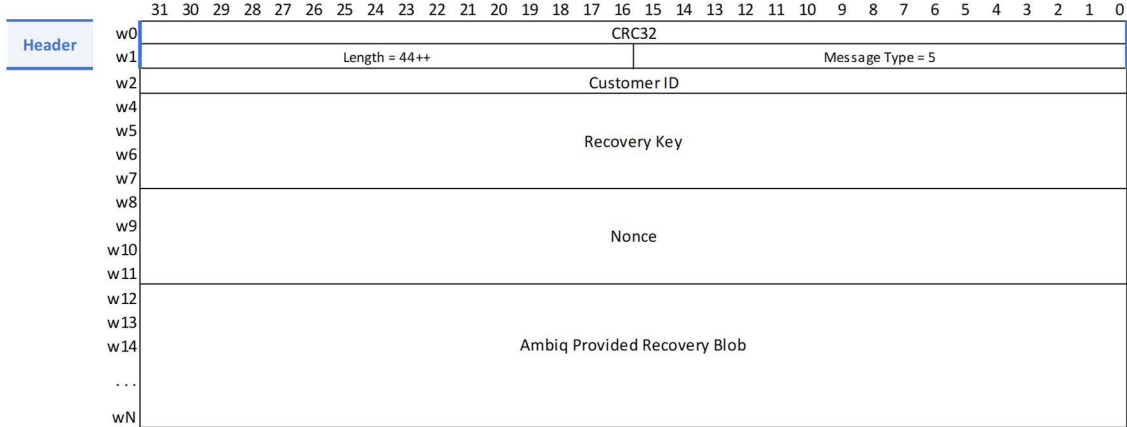 31 30 29 28 27 26 25 24 23 22 21 20 19 18 17 16 15 14 13 12 11 10 9 8 7 6 5 4 3 2 1 0
Header
w0 CRC32
w1 Length = 44++ Message Type = 5
w2 Customer ID
w4
w5
Recovery Key
w6
w7
w8
w9
Nonce
w10
w11
w12
w13
w14 Ambiq Provided Recovery Blob
...
wN